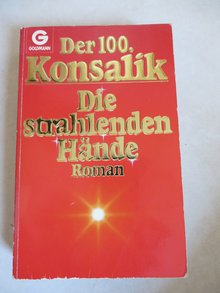 GOLDMANN
Der 100.
Konsalik
Die
strahlenden
Hände
Roman